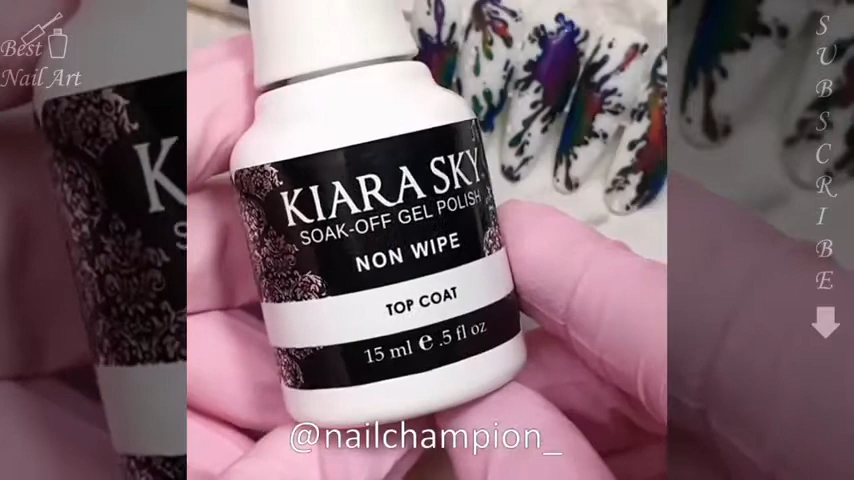 Best
Nail Art
KIARA SKY
SOAK-OFF GEL POLISH
NON WIPE
TOP COAT
15 ml e .5 fl oz
@nailchampion_
SUBSCRIBE